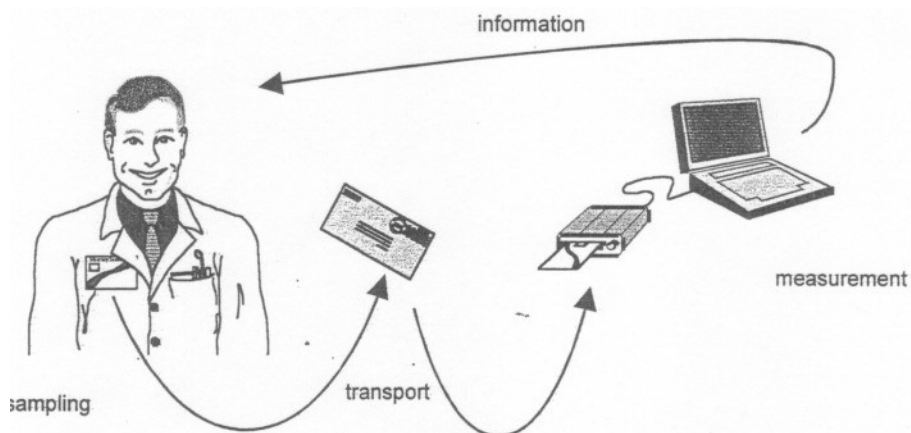 information
measurement
transport
sampling